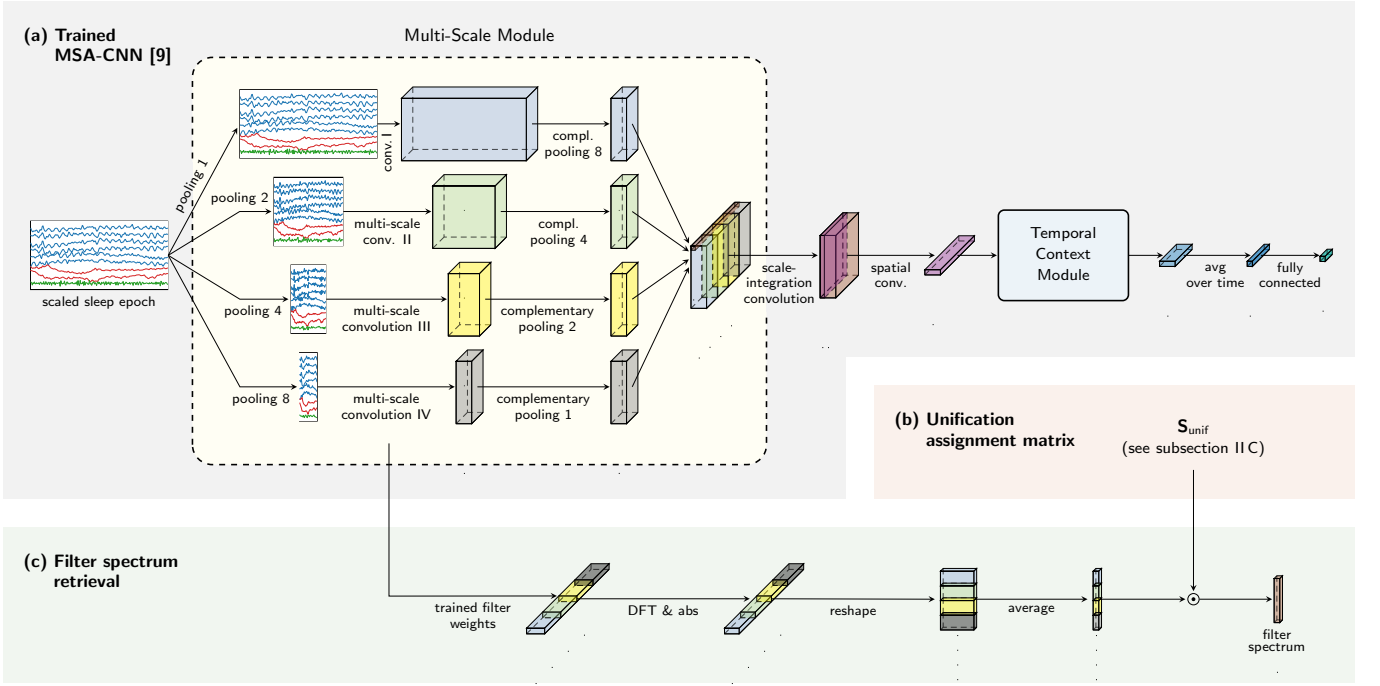 (a) Trained
MSA-CNN [9]
Multi-Scale Module
pooling 1
conv. I
compl.
pooling 8
pooling 2
multi-scale
conv. II
compl.
pooling 4
scaled sleep epoch
pooling 4
multi-scale
convolution III
complementary
pooling 2
pooling 8
multi-scale
convolution IV
complementary
pooling 1
scale-
integration
convolution
spatial
conv.
Temporal
Context
Module
avg
over time
fully
connected
(b) Unification
assignment matrix
S_unif
(see subsection II C)
(c) Filter spectrum
retrieval
trained filter
weights
DFT & abs
reshape
average
filter
spectrum